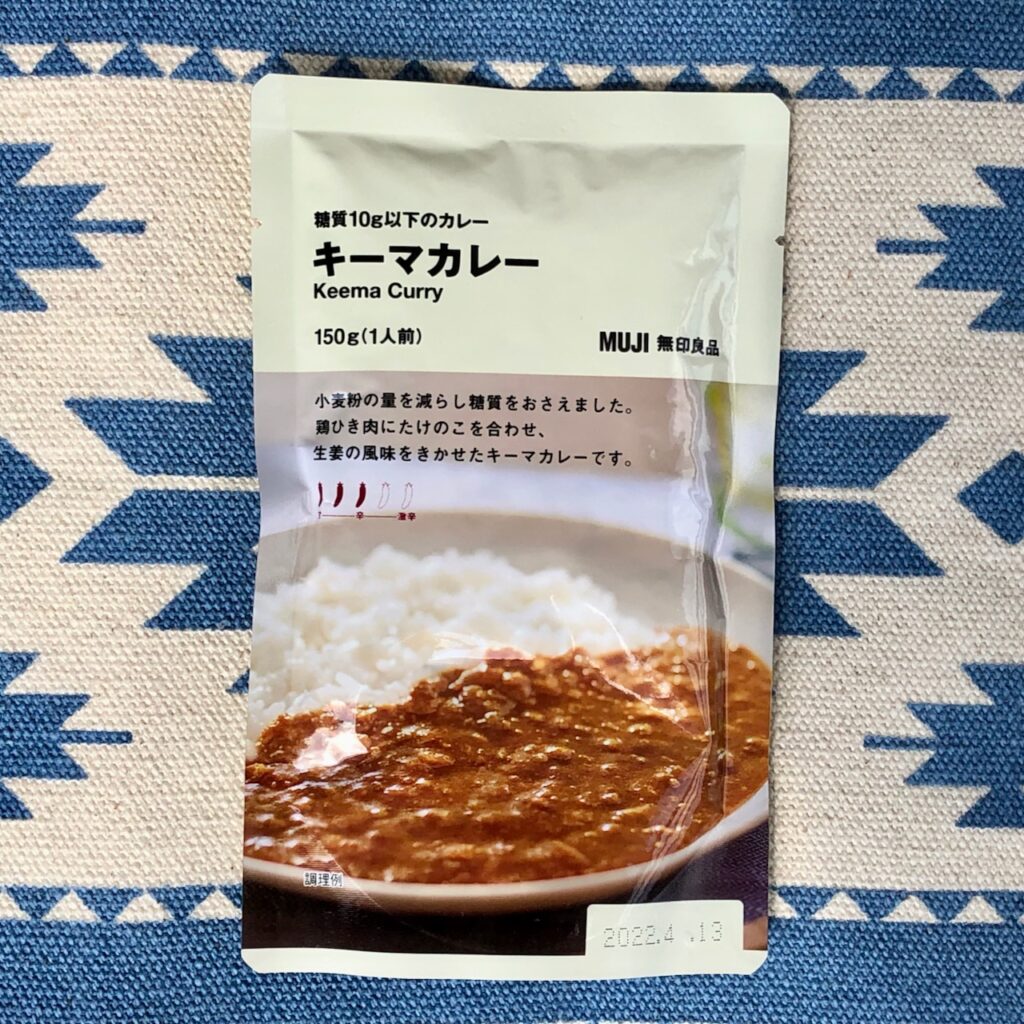 糖質10g以下のカレー
キーマカレー
Keema Curry
150g(1人前)
MUJI 無印良品
小麦粉の量を減らし糖質をおさえました。
鶏ひき肉にたけのこを合わせ、
生姜の風味をきかせたキーマカレーです。
辛 激辛
調理例
2022.4 .13